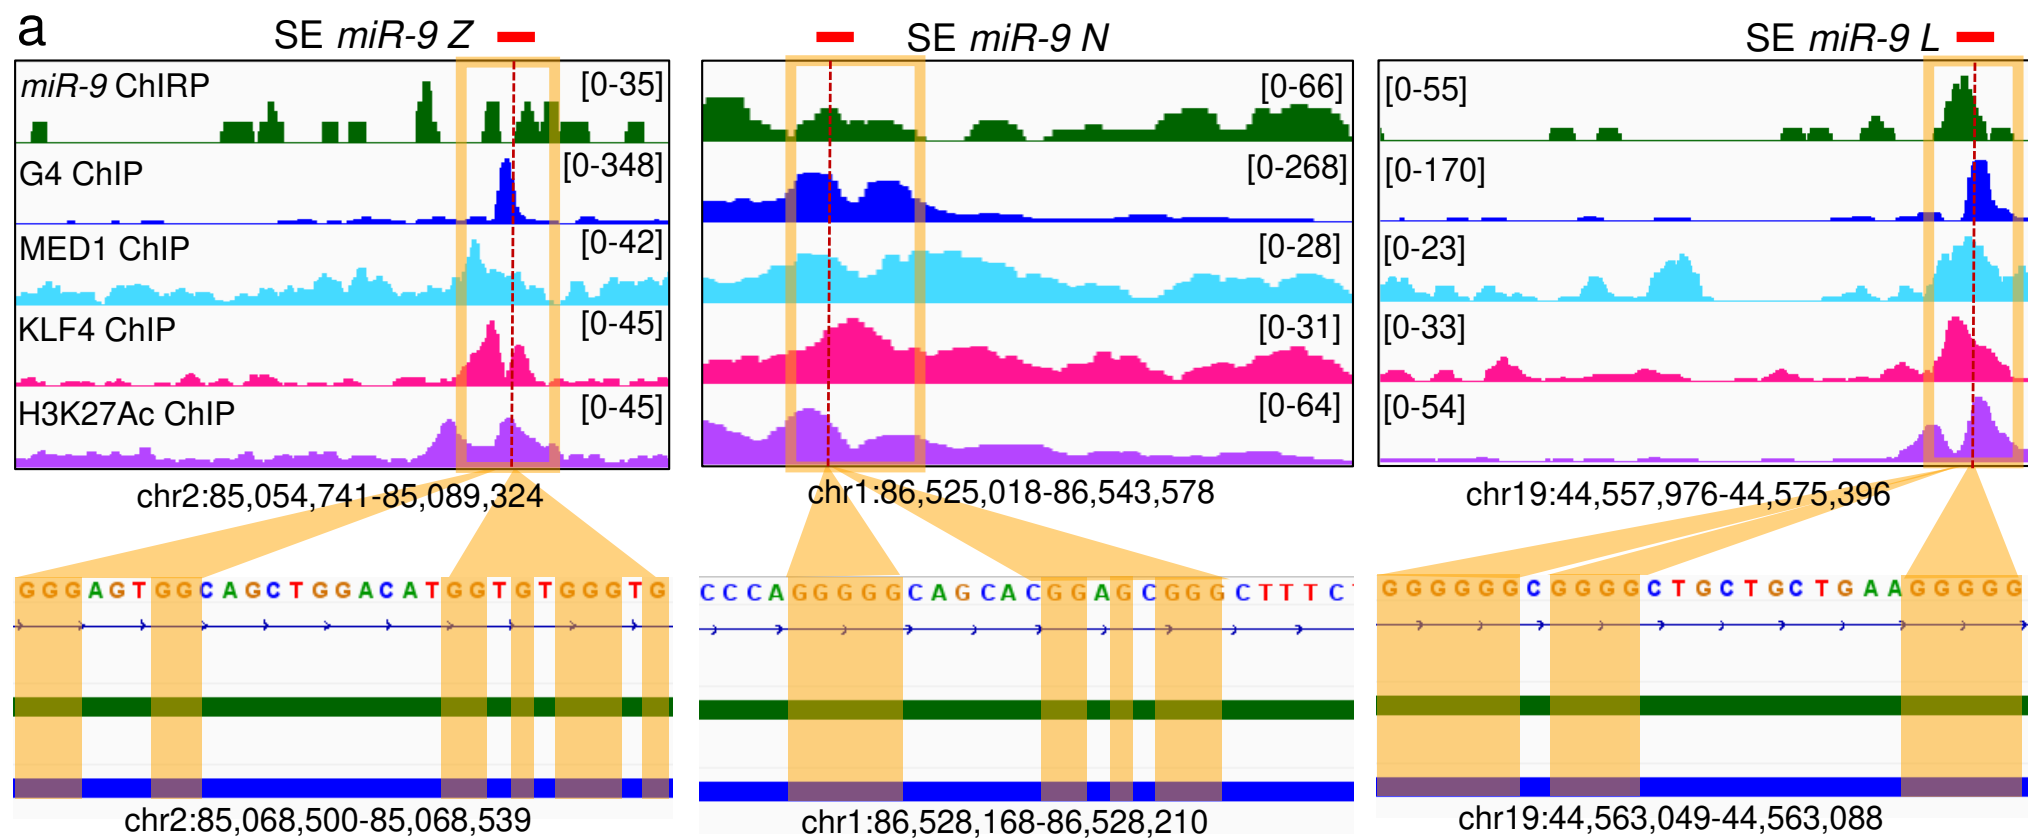 a
SE miR-9 Z
SE miR-9 N
SE miR-9 L
miR-9 ChIRP [0-35]
G4 ChIP [0-348]
MED1 ChIP [0-42]
KLF4 ChIP [0-45]
H3K27Ac ChIP [0-45]
[0-66]
[0-268]
[0-28]
[0-31]
[0-64]
[0-55]
[0-170]
[0-23]
[0-33]
[0-54]
chr2:85,054,741-85,089,324
chr1:86,525,018-86,543,578
chr19:44,557,976-44,575,396
GGGAGTGGCAGCTGGACATGGTGTGGGTG
CCCAGGGGGCAGCACGGAGCGGGCTTTC
GGGGGGCGGGGCTGCTGCTGAAGGGGG
chr2:85,068,500-85,068,539
chr1:86,528,168-86,528,210
chr19:44,563,049-44,563,088